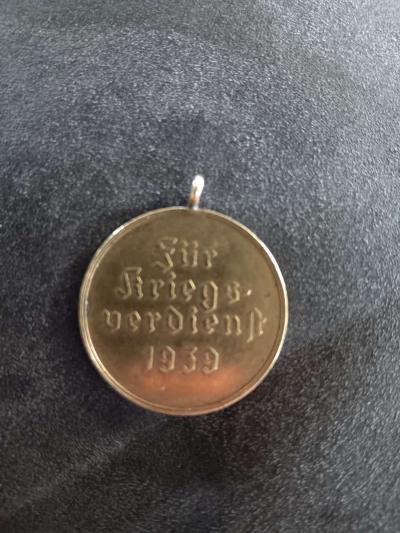 Für
Kriegs-
verdienst
1939